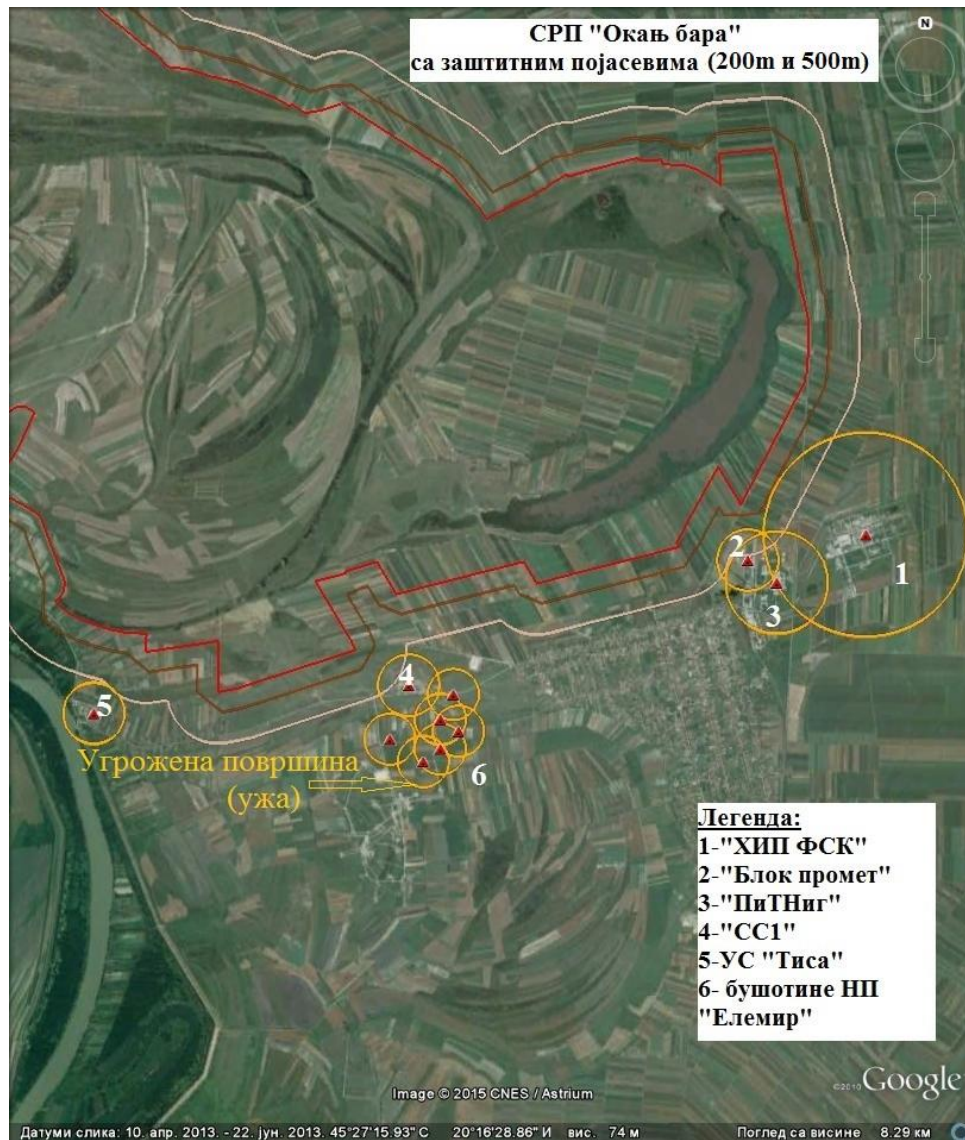 СРП "Окањ бара"
са заштитним појасевима (200m и 500m)
N
2
1
3
4
5
Угрожена површина
(ужа)
6
Легенда:
1-"ХИП ФСК"
2-"Блок промет"
3-"ПиТНиг"
4-"СС1"
5-УС "Тиса"
6- бушотине НП
"Елемир"
Image © 2015 CNES / Astrium
©2010 Google
Датуми слика: 10. апр. 2013. - 22. јун. 2013. 45°27'15.93" С 20°16'28.86" И вис. 74 м Поглед са висине 8.29 км